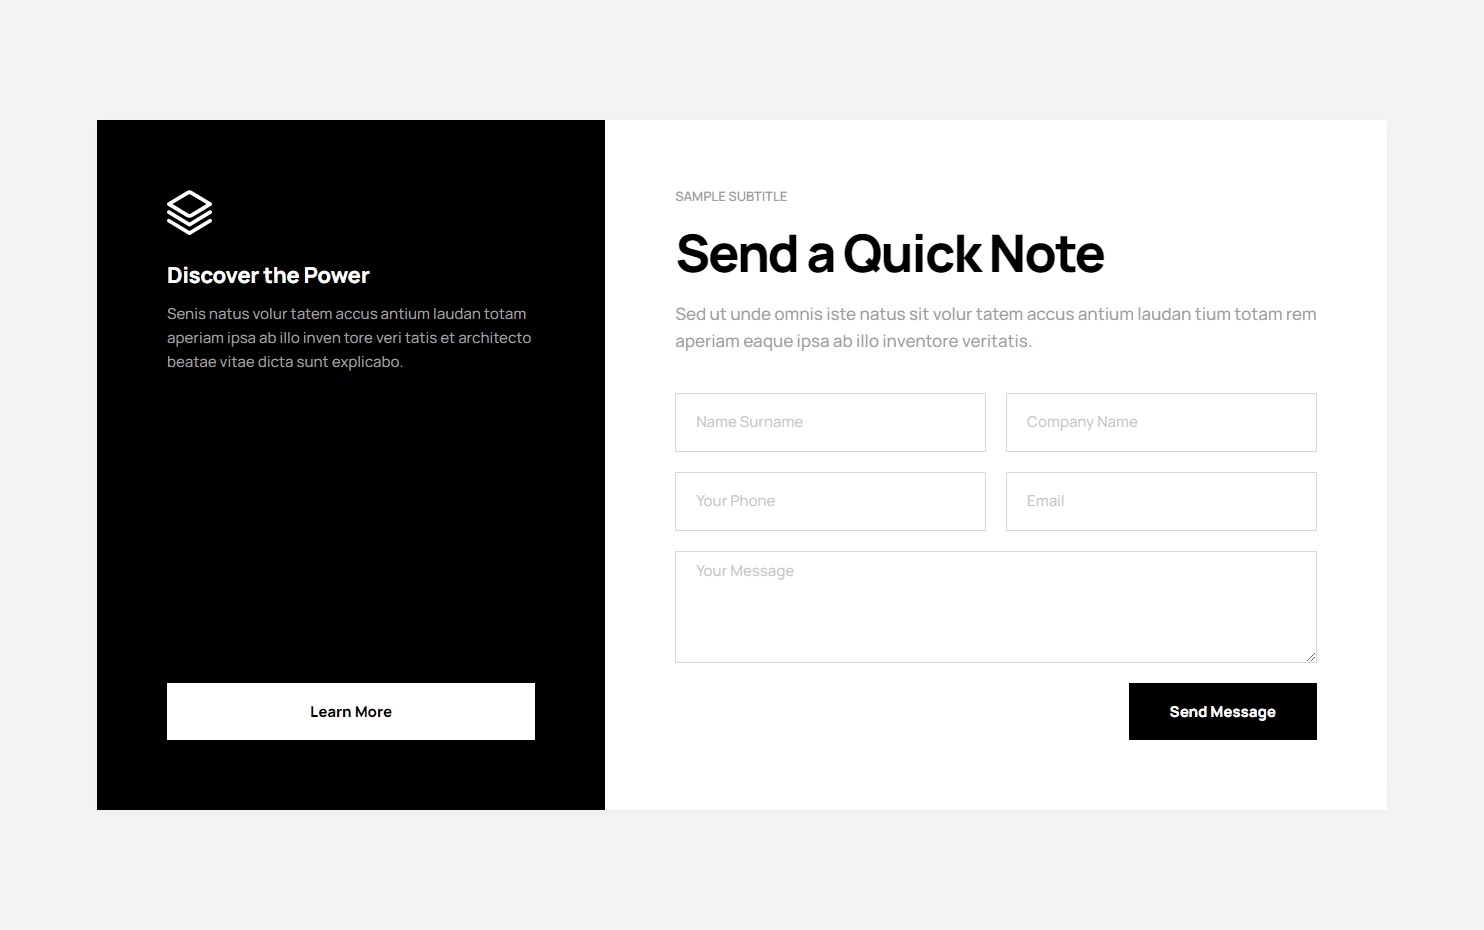 Discover the Power
Senis natus volur tatem accus antium laudan totam
aperiam ipsa ab illo inven tore veri tatis et architecto
beatae vitae dicta sunt explicabo.
Learn More
SAMPLE SUBTITLE
Send a Quick Note
Sed ut unde omnis iste natus sit volur tatem accus antium laudan tium totam rem
aperiam eaque ipsa ab illo inventore veritatis.
Name Surname
Company Name
Your Phone
Email
Your Message
Send Message